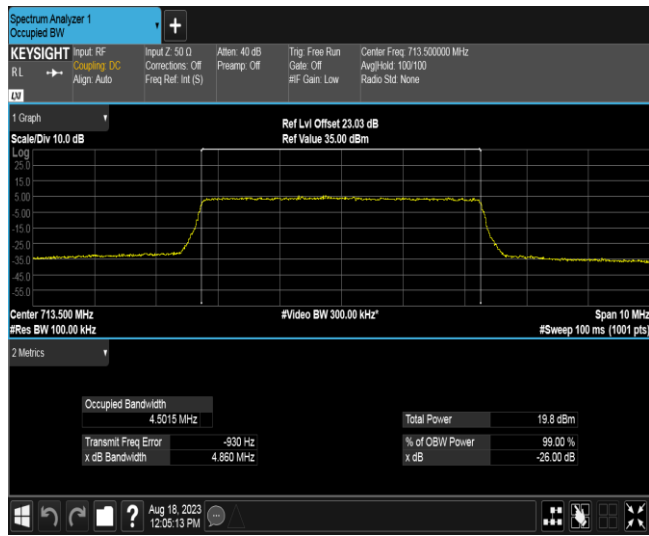 Spectrum Analyzer 1
Occupied BW
+
KEYSIGHT
RL
LXI
Input: RF
Coupling: DC
Align: Auto
Input Z: 50 Ω
Corrections: Off
Freq Ref: Int (S)
Atten: 40 dB
Preamp: Off
Trig: Free Run
Gate: Off
#IF Gain: Low
Center Freq: 713.500000 MHz
Avg|Hold: 100/100
Radio Std: None
1 Graph
Scale/Div 10.0 dB
Ref Lvl Offset 23.03 dB
Ref Value 35.00 dBm
Log
25.0
15.0
5.00
-5.00
-15.0
-25.0
-35.0
-45.0
-55.0
Center 713.500 MHz
#Video BW 300.00 kHz*
Span 10 MHz
#Res BW 100.00 kHz
#Sweep 100 ms (1001 pts)
2 Metrics
Occupied Bandwidth
4.5015 MHz
Total Power 19.8 dBm
Transmit Freq Error -930 Hz
% of OBW Power 99.00 %
x dB Bandwidth 4.860 MHz
x dB -26.00 dB
?
Aug 18, 2023
12:05:13 PM